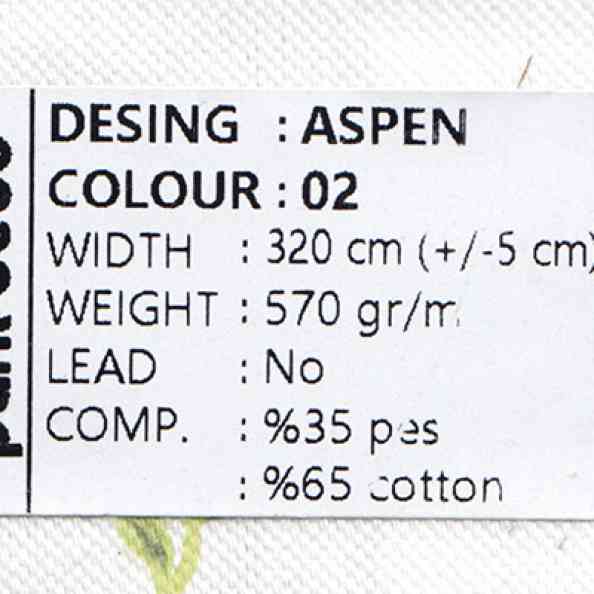 DESING : ASPEN
COLOUR : 02
WIDTH : 320 cm (+/-5 cm)
WEIGHT : 570 gr/m
LEAD : No
COMP. : %35 pes
: %65 cotton